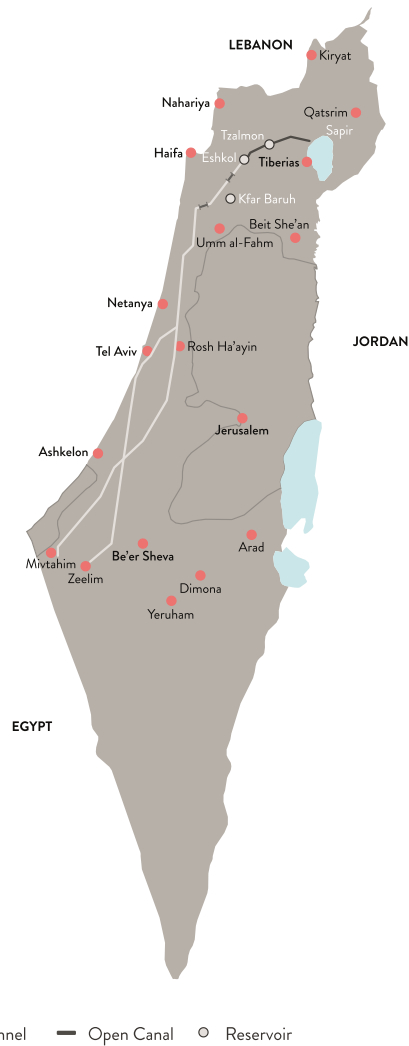 LEBANON
Kiryat
Nahariya
Qatsrim
Tzalmon
Sapir
Haifa
Eshkol
Tiberias
Kfar Baruh
Beit She'an
Umm al-Fahm
Netanya
JORDAN
Tel Aviv
Rosh Ha'ayin
Jerusalem
Ashkelon
Arad
Be'er Sheva
Mivtahim
Zeelim
Dimona
Yeruham
EGYPT
nnel
Open Canal
Reservoir